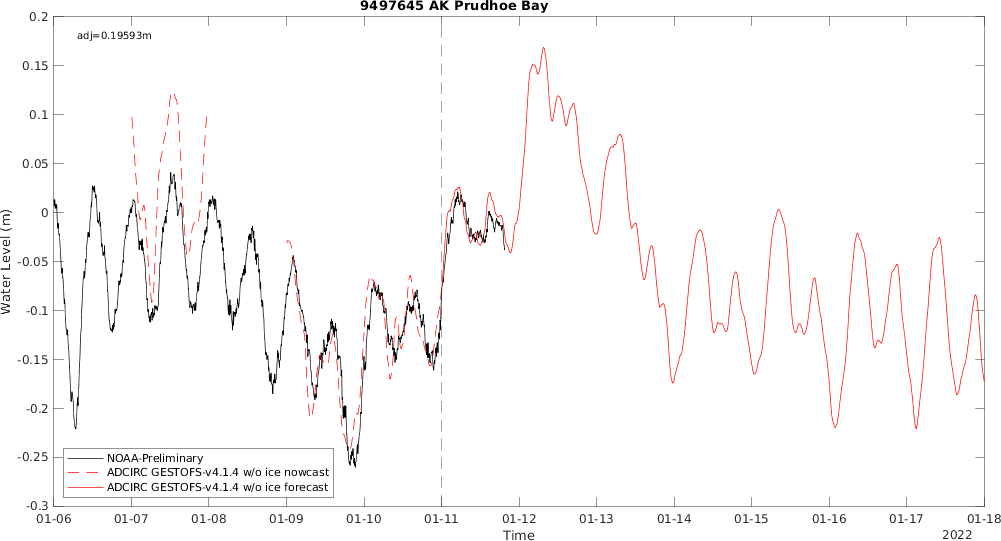 9497645 AK Prudhoe Bay
adj=0.19593m
0.2
0.15
0.1
0.05
0
-0.05
-0.1
-0.15
-0.2
-0.25
-0.3
Water Level (m)
NOAA-Preliminary
ADCIRC GESTOFS-v4.1.4 w/o ice nowcast
ADCIRC GESTOFS-v4.1.4 w/o ice forecast
01-06 01-07 01-08 01-09 01-10 01-11 01-12 01-13 01-14 01-15 01-16 01-17 01-18
Time
2022